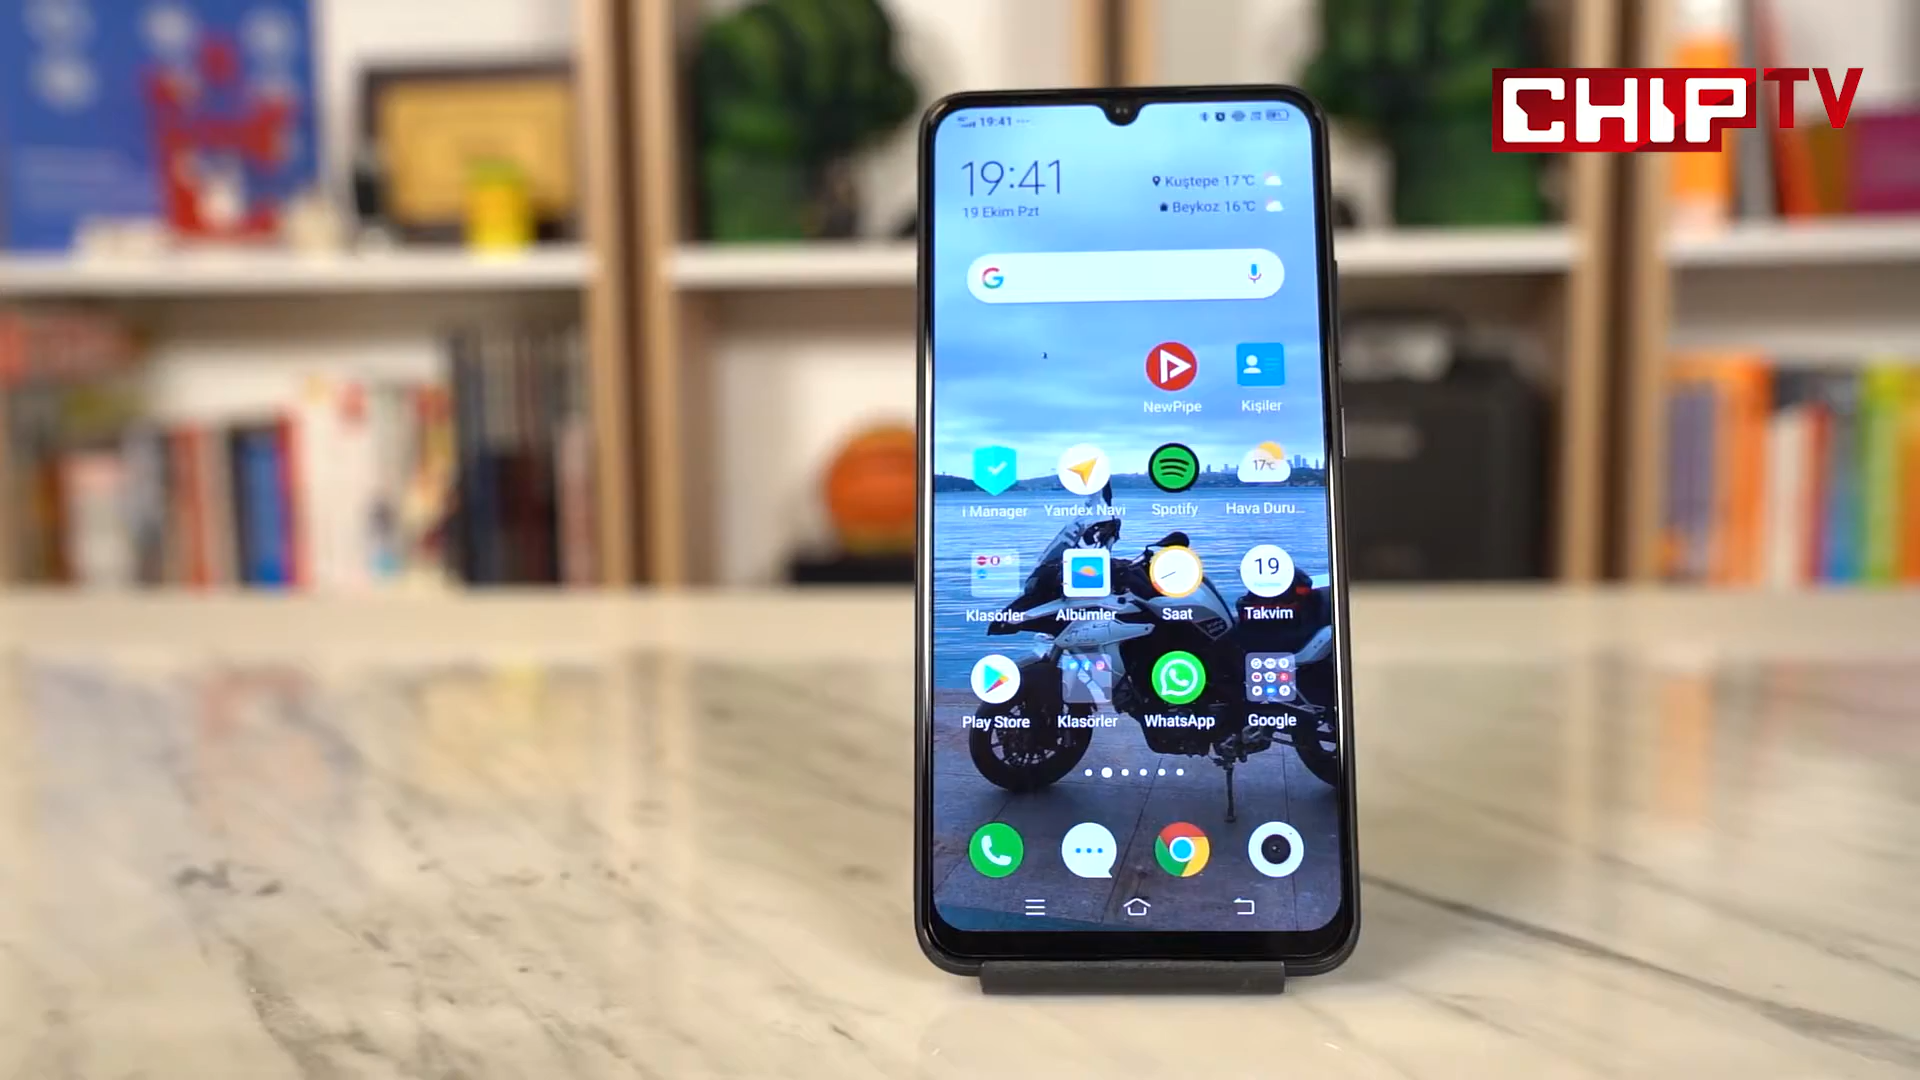 CHIP TV
19:41
19:41
19 Ekim Pzt
Kuştepe 17°C
Beykoz 16°C
NewPipe
Kişiler
17°C
i Manager
Yandex Navi
Spotify
Hava Duru...
19
Klasörler
Albümler
Saat
Takvim
Play Store
Klasörler
WhatsApp
Google